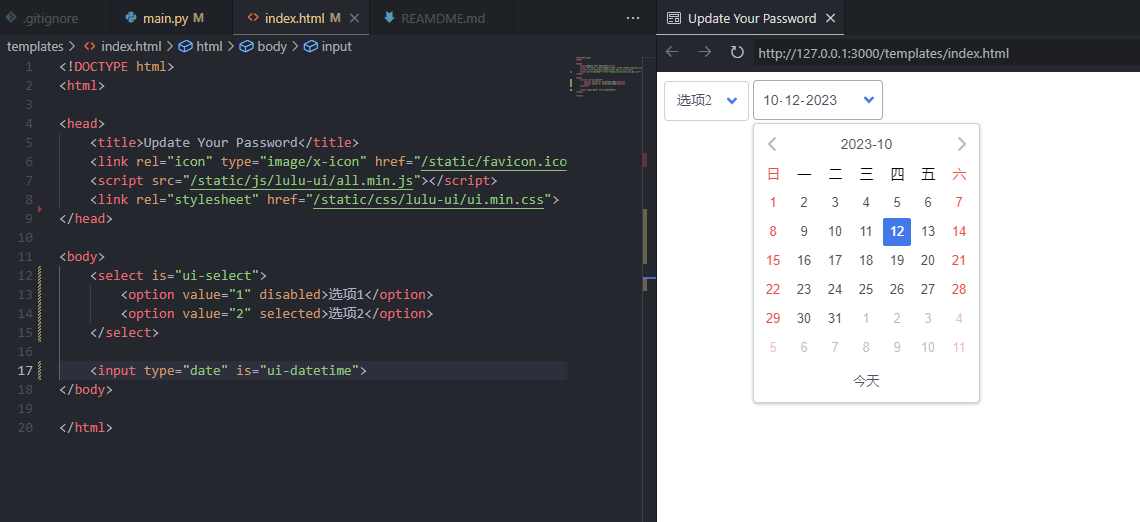 .gitignore
main.py M
index.html M
REAMDME.md
templates > index.html > html > body > input
1 <!DOCTYPE html>
2 <html>
3
4 <head>
5 <title>Update Your Password</title>
6 <link rel="icon" type="image/x-icon" href="/static/favicon.ico
7 <script src="/static/js/lulu-ui/all.min.js"></script>
8 <link rel="stylesheet" href="/static/css/lulu-ui/ui.min.css">
9 </head>
10
11 <body>
12 <select is="ui-select">
13 <option value="1" disabled>选项1</option>
14 <option value="2" selected>选项2</option>
15 </select>
16
17 <input type="date" is="ui-datetime">
18 </body>
19
20 </html>
Update Your Password
http://127.0.0.1:3000/templates/index.html
选项2
10-12-2023
2023-10
日 一 二 三 四 五 六
1 2 3 4 5 6 7
8 9 10 11 12 13 14
15 16 17 18 19 20 21
22 23 24 25 26 27 28
29 30 31 1 2 3 4
5 6 7 8 9 10 11
今天